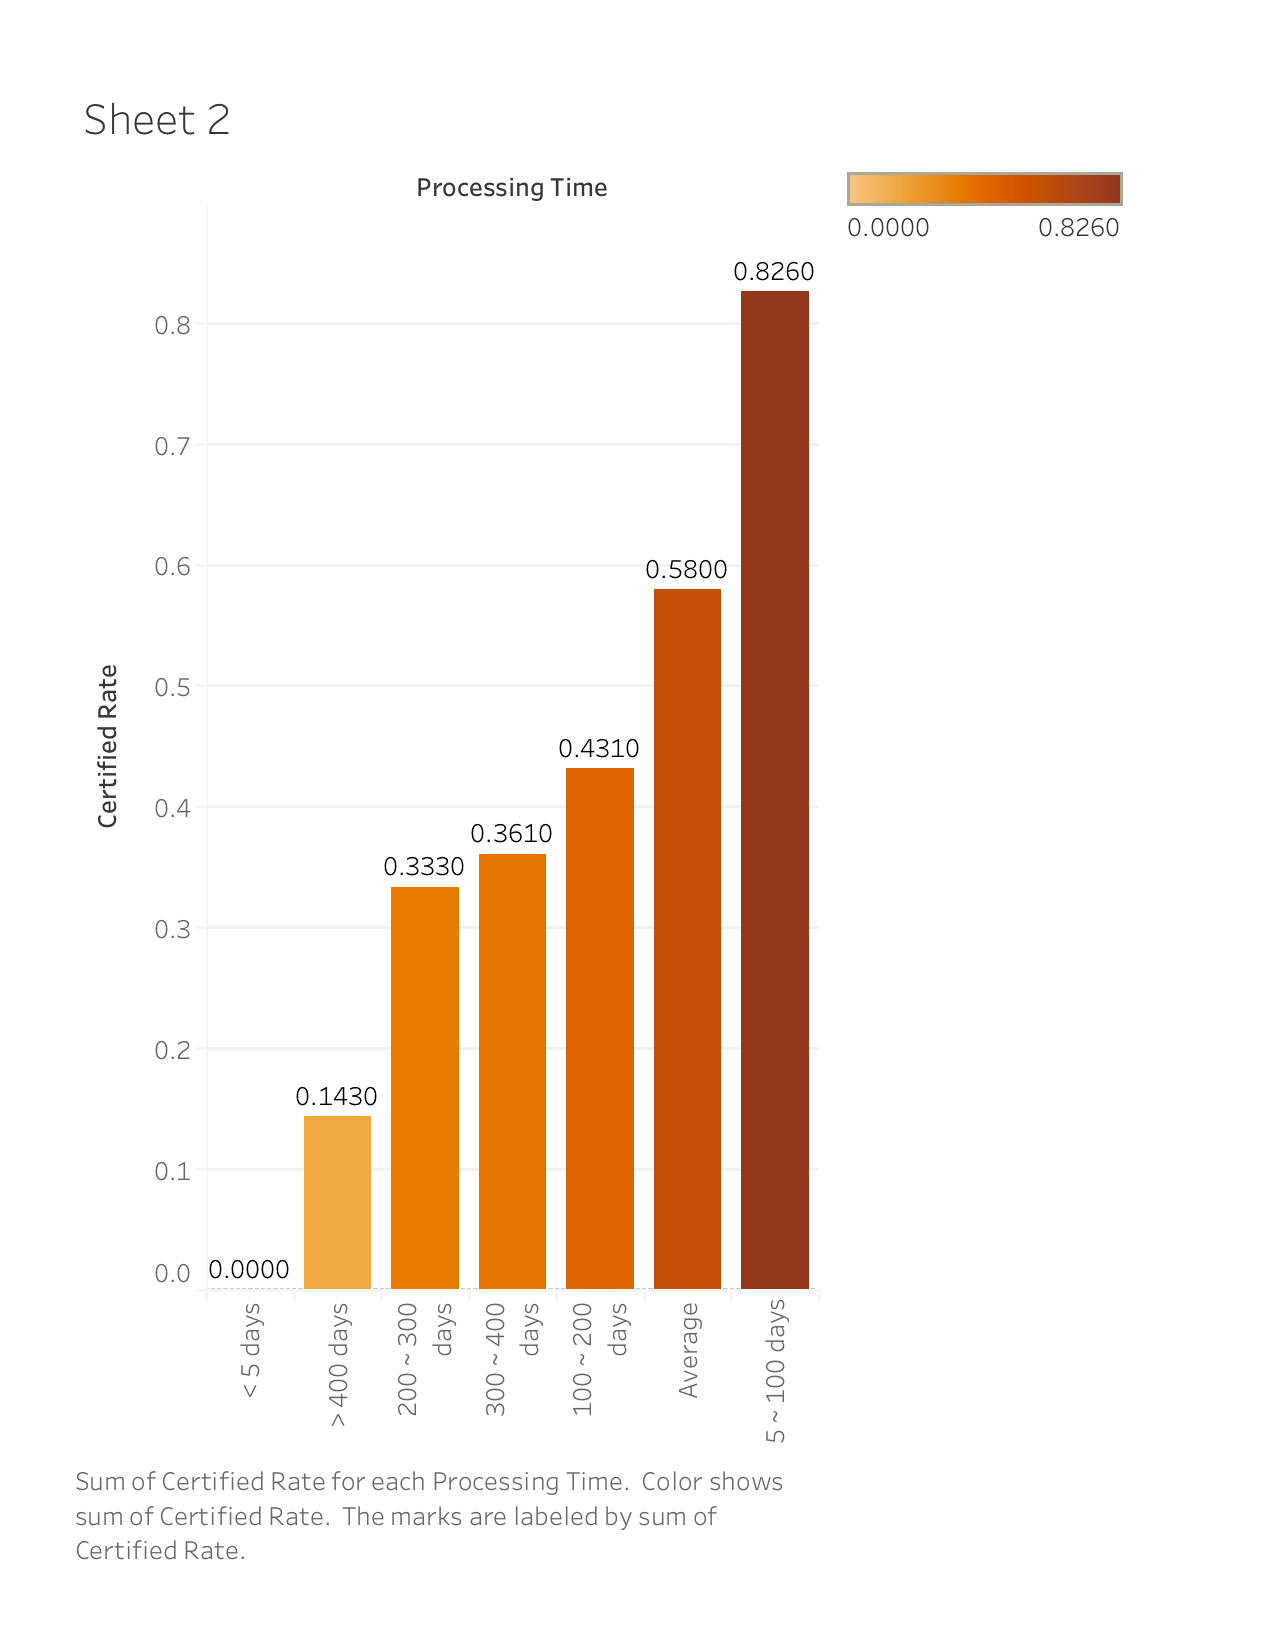 Sheet 2
Processing Time
0.0000 0.8260
0.8260
0.8
0.7
0.6
0.5800
0.5
0.4310
0.4
0.3610
0.3330
0.3
0.2
0.1430
0.1
0.0
0.0000
Certified Rate
< 5 days
> 400 days
200 ~ 300
days
300 ~ 400
days
100 ~ 200
days
Average
5 ~ 100 days
Sum of Certified Rate for each Processing Time.  Color shows
sum of Certified Rate.  The marks are labeled by sum of
Certified Rate.